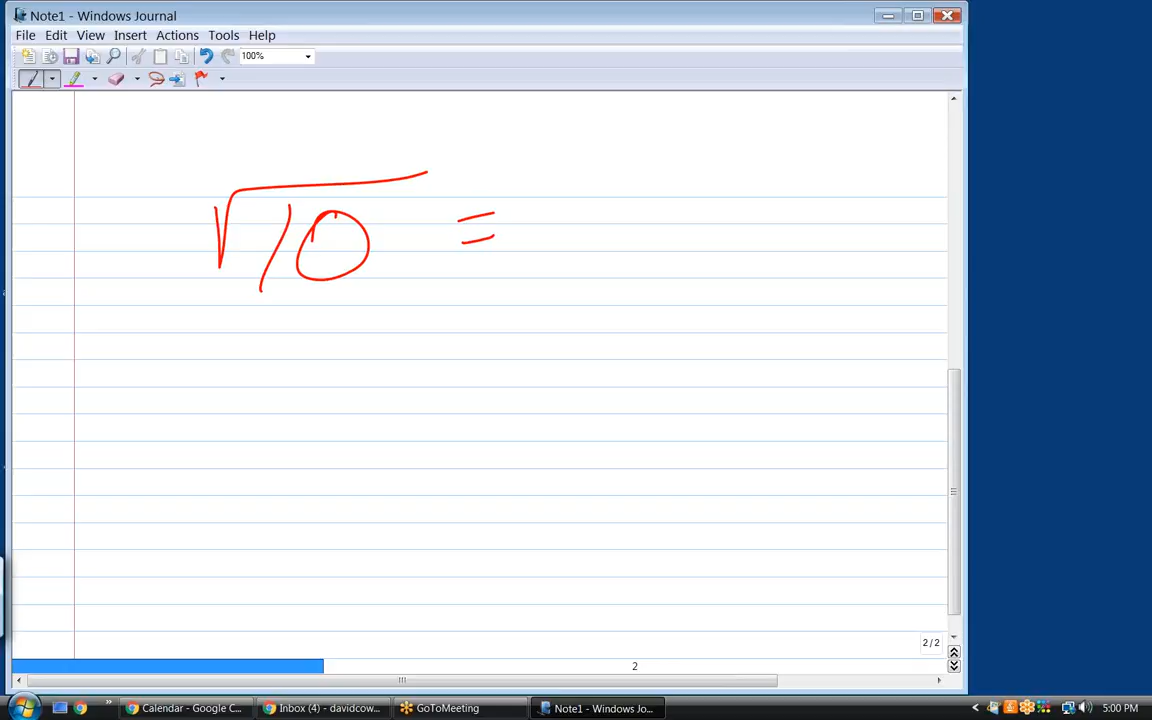 Note1 - Windows Journal
File Edit View Insert Actions Tools Help
100%
√10 =
2 / 2
2
Calendar - Google C... Inbox (4) - davidcow... GoToMeeting Note1 - Windows Jo... 5:00 PM